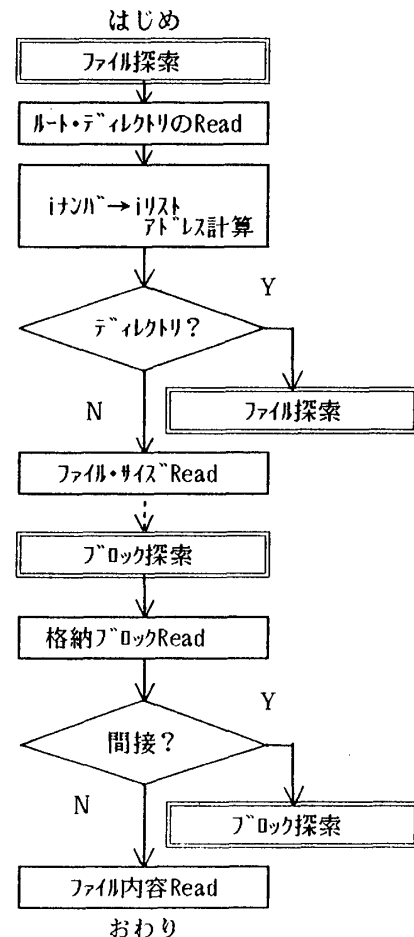 はじめ
ファイル探索
ルート・ディレクトリのRead
iナンバ→iリスト
アドレス計算
Y
ディレクトリ?
N
ファイル探索
ファイル・サイズRead
ブロック探索
格納ブロックRead
Y
間接?
N
ブロック探索
ファイル内容Read
おわり